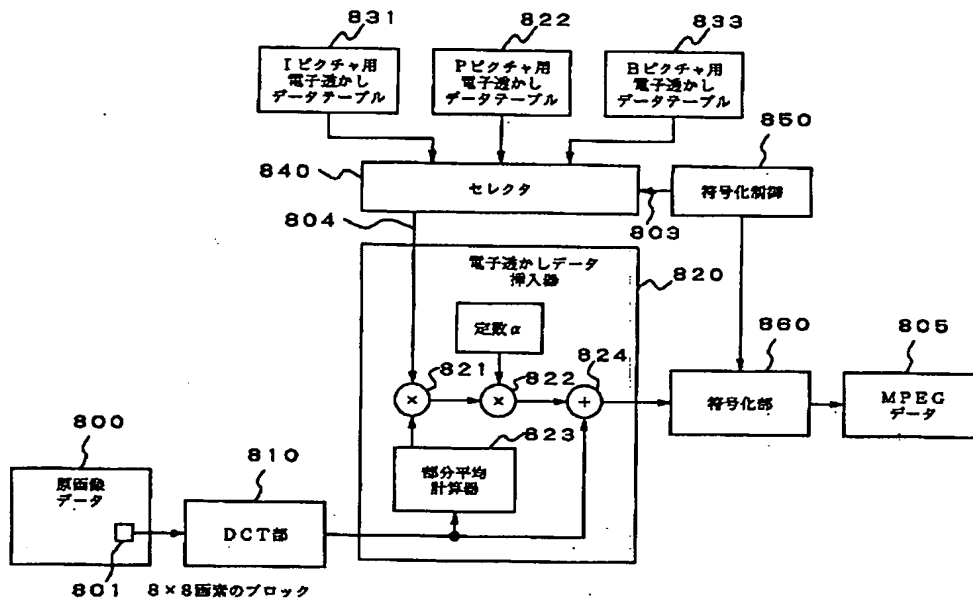 831
822
833
Iピクチャ用
電子透かし
データテーブル
Pピクチャ用
電子透かし
データテーブル
Bピクチャ用
電子透かし
データテーブル
850
840
セレクタ
符号化制御
803
804
電子透かしデータ
挿入器
820
定数α
860
805
821
822
824
×
×
+
符号化部
MPEG
データ
823
800
810
部分平均
計算器
原画像
データ
DCT部
801
8×8画素のブロック